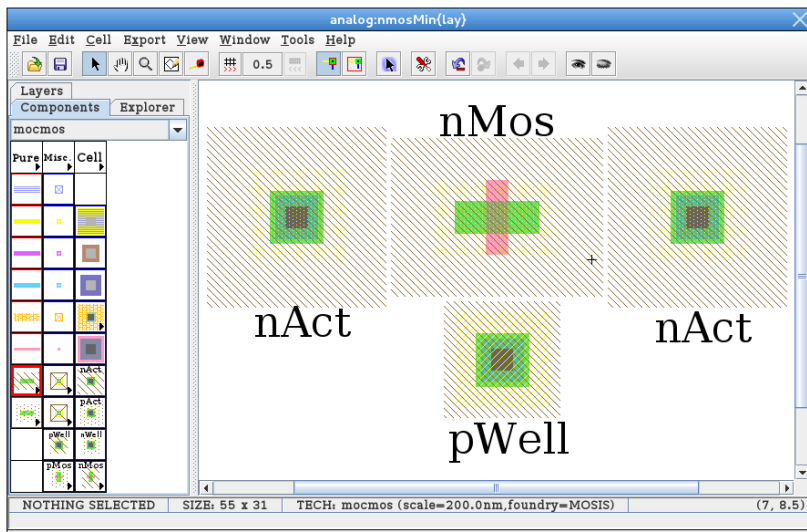 analog:nmosMin{lay}
File Edit Cell Export View Window Tools Help
0.5
Layers
Components Explorer
mocmos
Pure Misc. Cell
nAct
pAct
pWell nWell
pMos nMos
nMos
nAct
nAct
pWell
NOTHING SELECTED SIZE: 55 x 31 TECH: mocmos (scale=200.0nm,foundry=MOSIS) (7, 8.5)